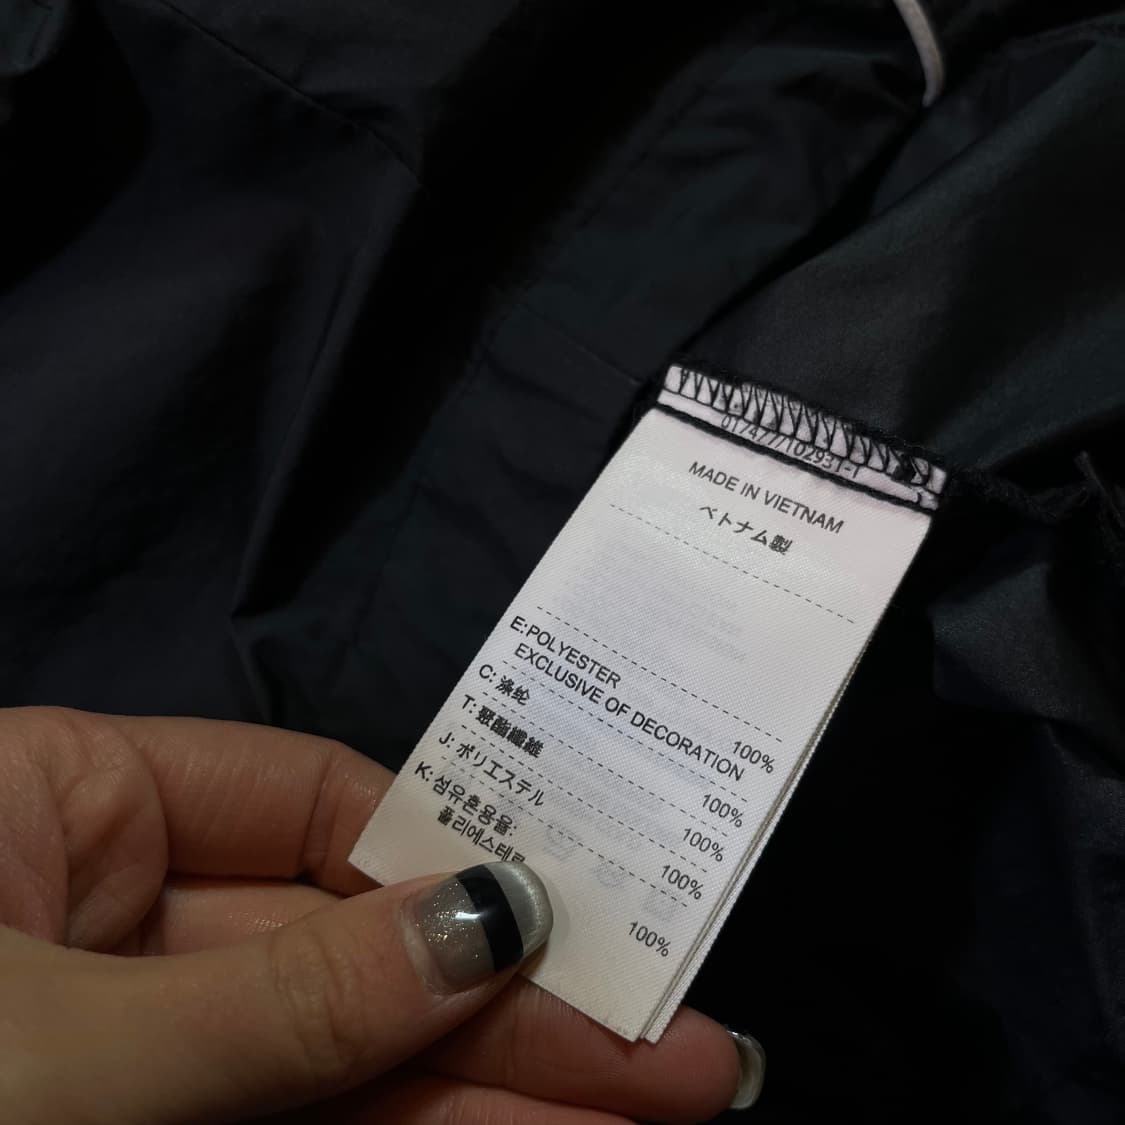 017477/102931-1
MADE IN VIETNAM
ベトナム製
E:POLYESTER 100%
EXCLUSIVE OF DECORATION
C: 涤纶 100%
T: 聚酯纖維 100%
J: ポリエステル 100%
K: 섬유혼용율:
폴리에스테르 100%